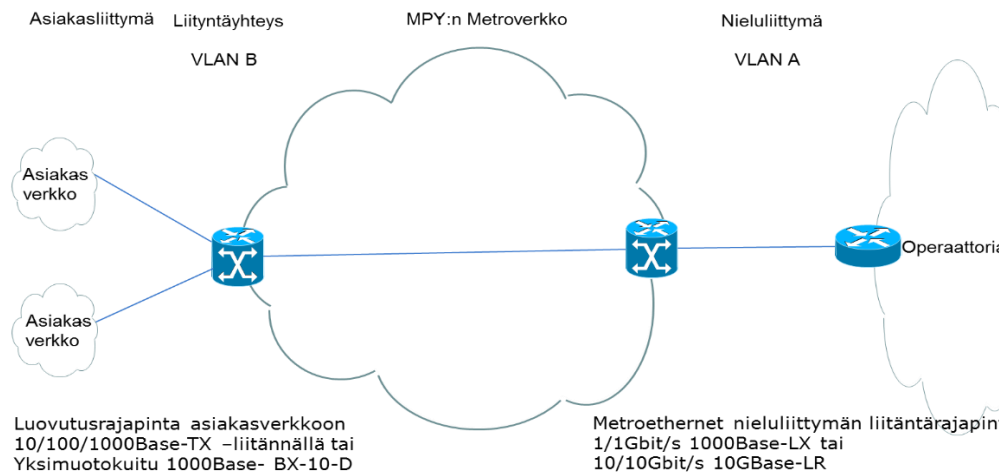 Asiakasliittymä
Liityntäyhteys
MPY:n Metroverkko
Nieluliittymä
VLAN B
VLAN A
Asiakas
verkko
Operaattoria
Asiakas
verkko
Luovutusrajapinta asiakasverkkoon
10/100/1000Base-TX –liitännällä tai
Yksimuotokuitu 1000Base- BX-10-D
Metroethernet nieluliittymän liitäntärajapint
1/1Gbit/s 1000Base-LX tai
10/10Gbit/s 10GBase-LR